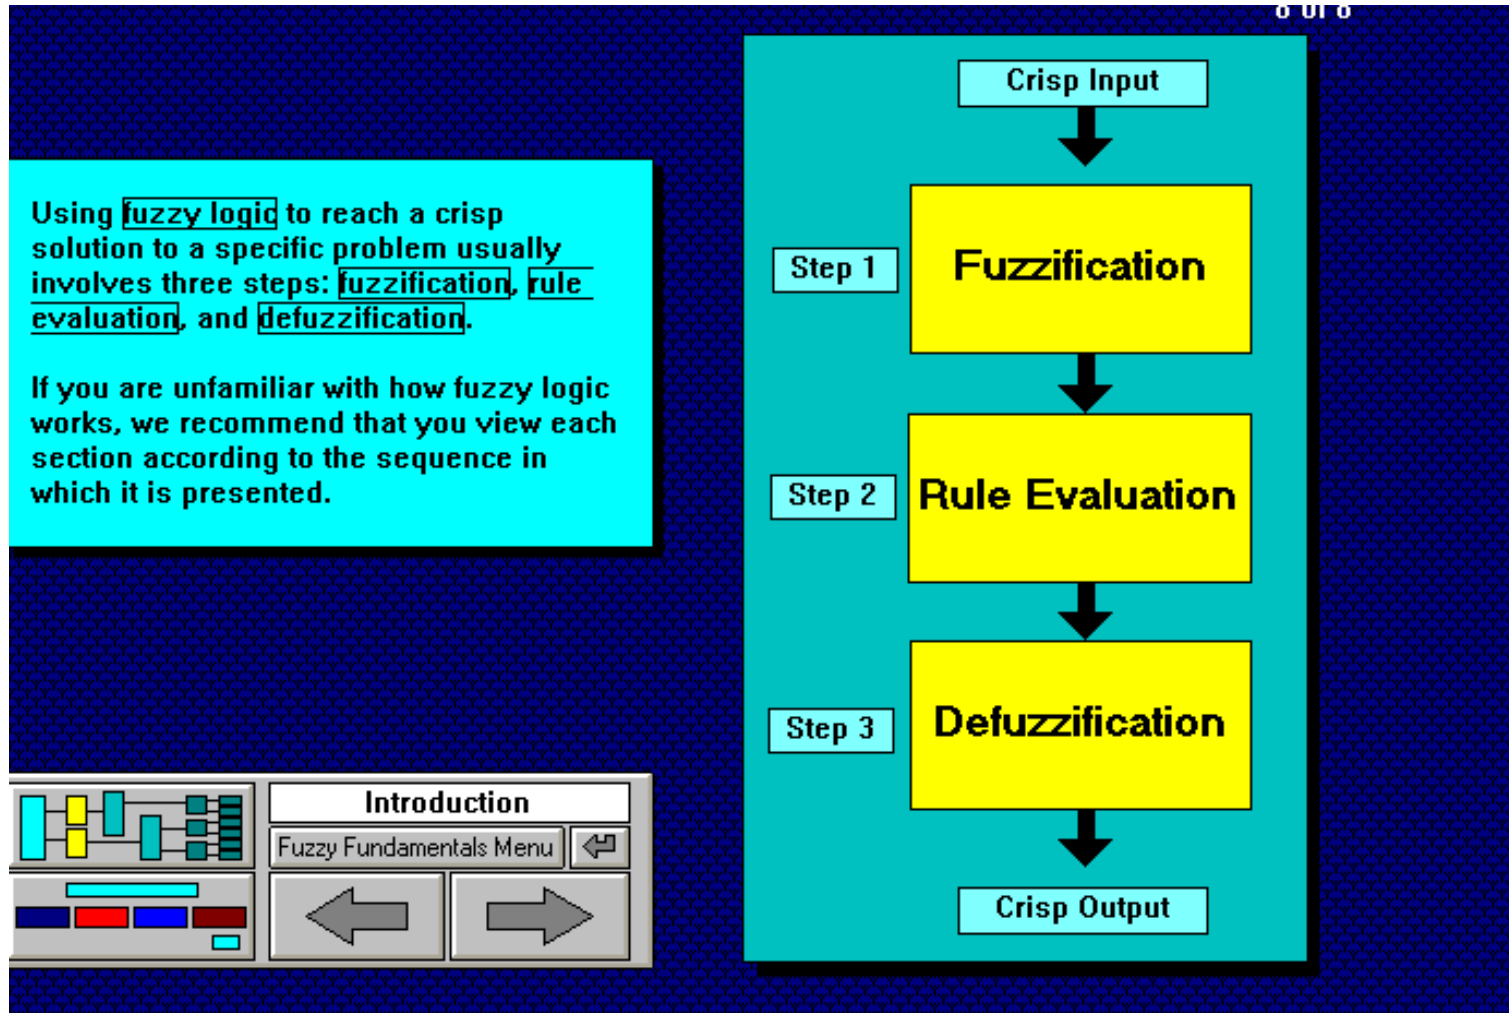 Crisp Input
Using fuzzy logic to reach a crisp
solution to a specific problem usually
involves three steps: fuzzification, rule
evaluation, and defuzzification.
If you are unfamiliar with how fuzzy logic
works, we recommend that you view each
section according to the sequence in
which it is presented.
Step 1
Fuzzification
Step 2
Rule Evaluation
Step 3
Defuzzification
Crisp Output
Introduction
Fuzzy Fundamentals Menu